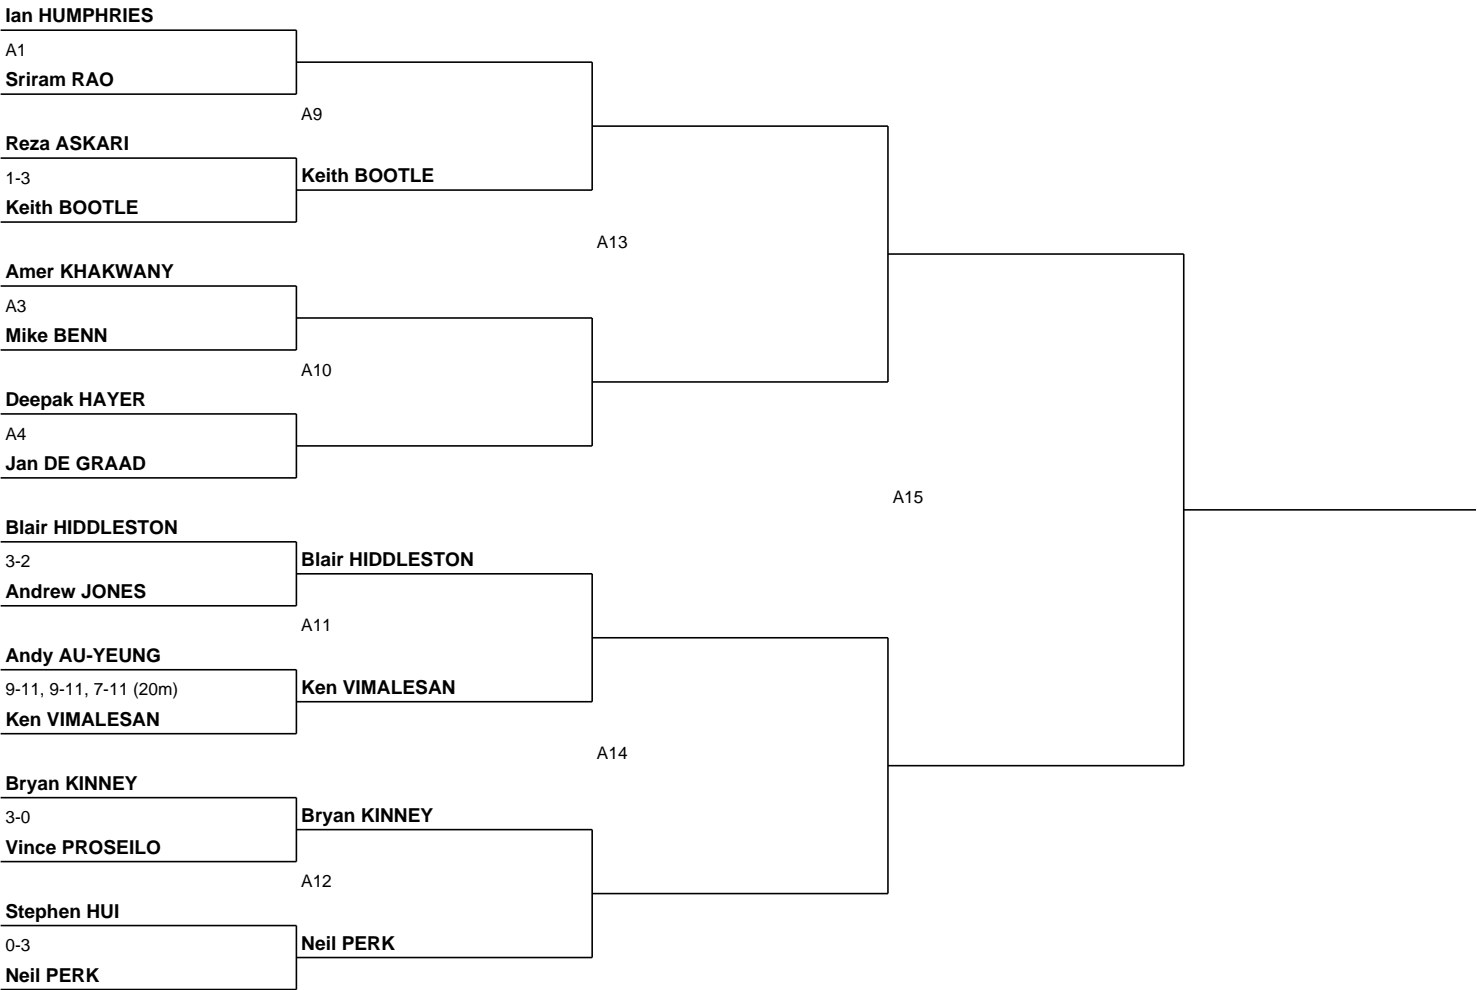 Ian HUMPHRIES
A1
Sriram RAO
A9
Reza ASKARI
1-3
Keith BOOTLE
Keith BOOTLE
A13
Amer KHAKWANY
A3
Mike BENN
A10
Deepak HAYER
A4
Jan DE GRAAD
A15
Blair HIDDLESTON
3-2
Blair HIDDLESTON
Andrew JONES
A11
Andy AU-YEUNG
9-11, 9-11, 7-11 (20m)
Ken VIMALESAN
Ken VIMALESAN
A14
Bryan KINNEY
3-0
Bryan KINNEY
Vince PROSEILO
A12
Stephen HUI
0-3
Neil PERK
Neil PERK